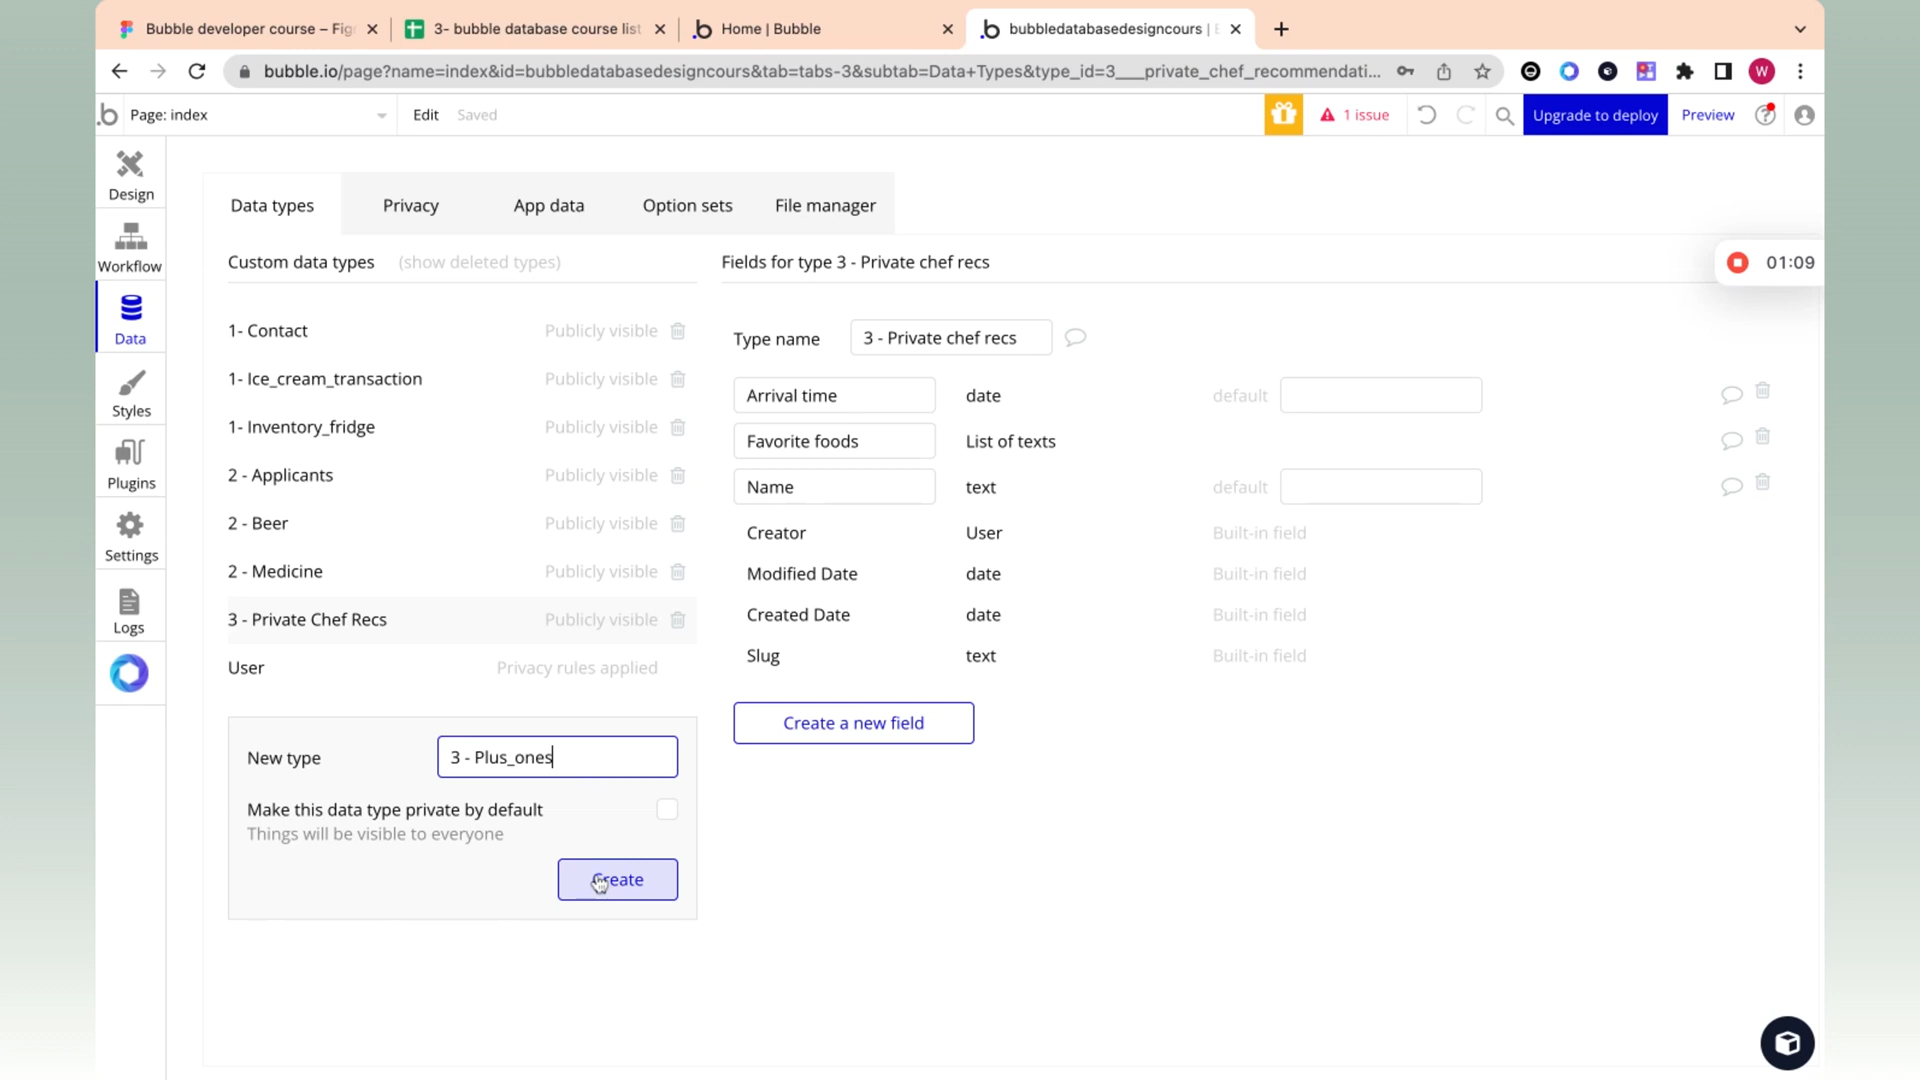 Bubble developer course – Fig
3- bubble database course list
Home | Bubble
bubbledatabasedesigncours | E
bubble.io/page?name=index&id=bubbledatabasedesigncours&tab=tabs-3&subtab=Data+Types&type_id=3___private_chef_recommendati...
W
Page: index
Edit
Saved
1 issue
Upgrade to deploy
Preview
Design
Workflow
Data
Styles
Plugins
Settings
Logs
Data types
Privacy
App data
Option sets
File manager
Custom data types
(show deleted types)
Fields for type 3 - Private chef recs
01:09
1- Contact
Publicly visible
1- Ice_cream_transaction
Publicly visible
1- Inventory_fridge
Publicly visible
2 - Applicants
Publicly visible
2 - Beer
Publicly visible
2 - Medicine
Publicly visible
3 - Private Chef Recs
Publicly visible
User
Privacy rules applied
New type
3 - Plus_ones
Make this data type private by default
Things will be visible to everyone
Create
Type name
3 - Private chef recs
Arrival time
date
default
Favorite foods
List of texts
Name
text
default
Creator
User
Built-in field
Modified Date
date
Built-in field
Created Date
date
Built-in field
Slug
text
Built-in field
Create a new field